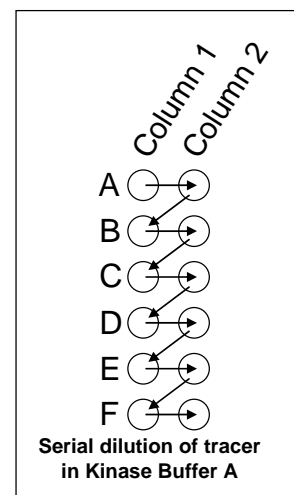 Column 1
Column 2
A
B
C
D
E
F
Serial dilution of tracer
in Kinase Buffer A